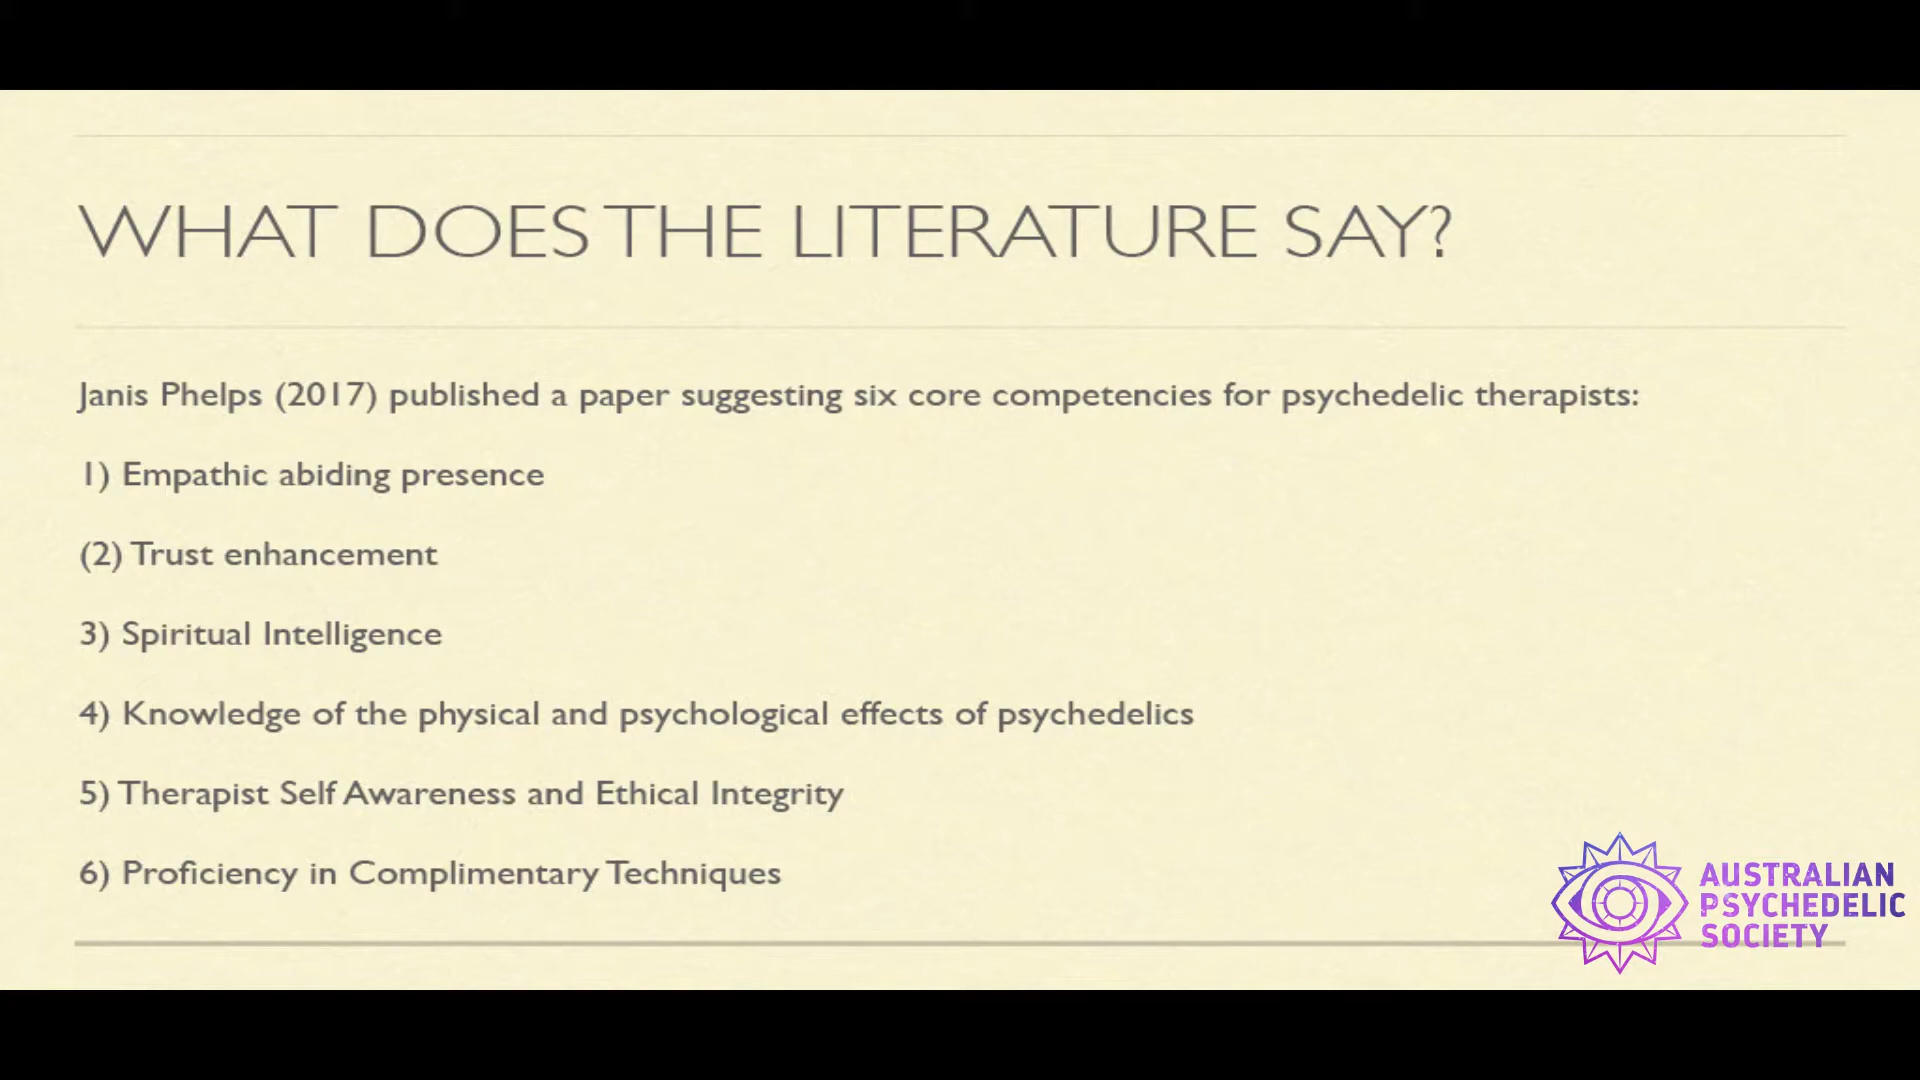 WHAT DOES THE LITERATURE SAY?
Janis Phelps (2017) published a paper suggesting six core competencies for psychedelic therapists:
1) Empathic abiding presence
(2) Trust enhancement
3) Spiritual Intelligence
4) Knowledge of the physical and psychological effects of psychedelics
5) Therapist Self Awareness and Ethical Integrity
6) Proficiency in Complimentary Techniques
AUSTRALIAN
PSYCHEDELIC
SOCIETY